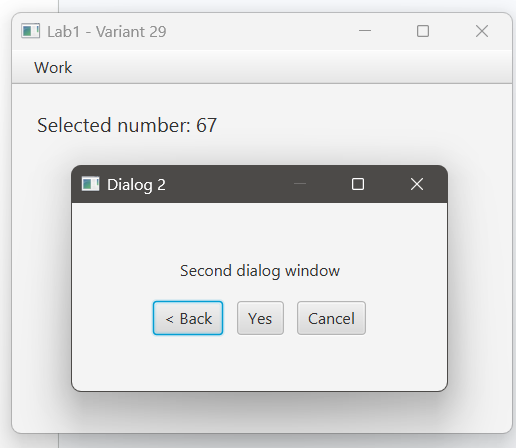 Lab1 - Variant 29
Work
Selected number: 67
Dialog 2
Second dialog window
< Back Yes Cancel